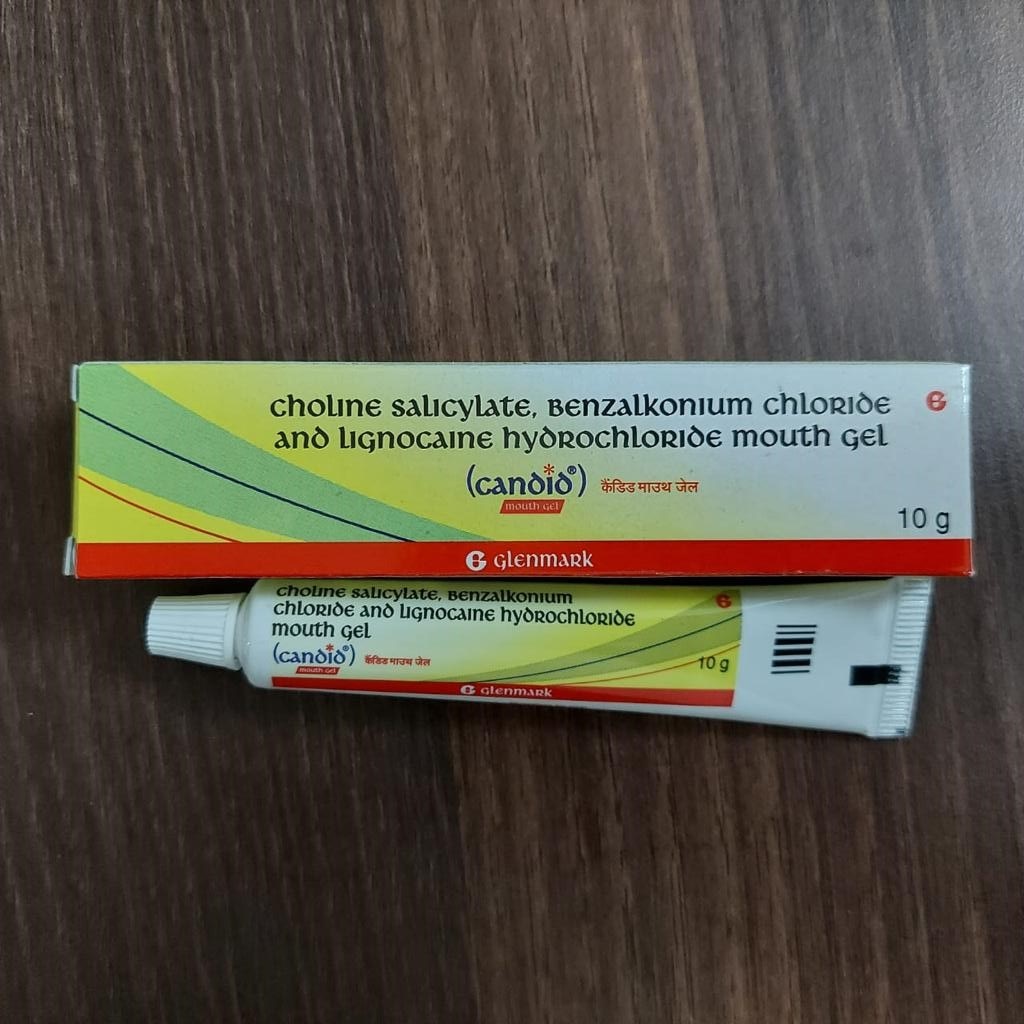 choline salicylate, Benzalkonium chloride
and lignocaine hydrochloride mouth gel
(candid®) कैंडिड माउथ जेल
mouth gel
10 g
glenmark
choline salicylate, Benzalkonium
chloride and lignocaine hydrochloride
mouth gel
(candid®) कैंडिड माउथ जेल
mouth gel
10 g
glenmark